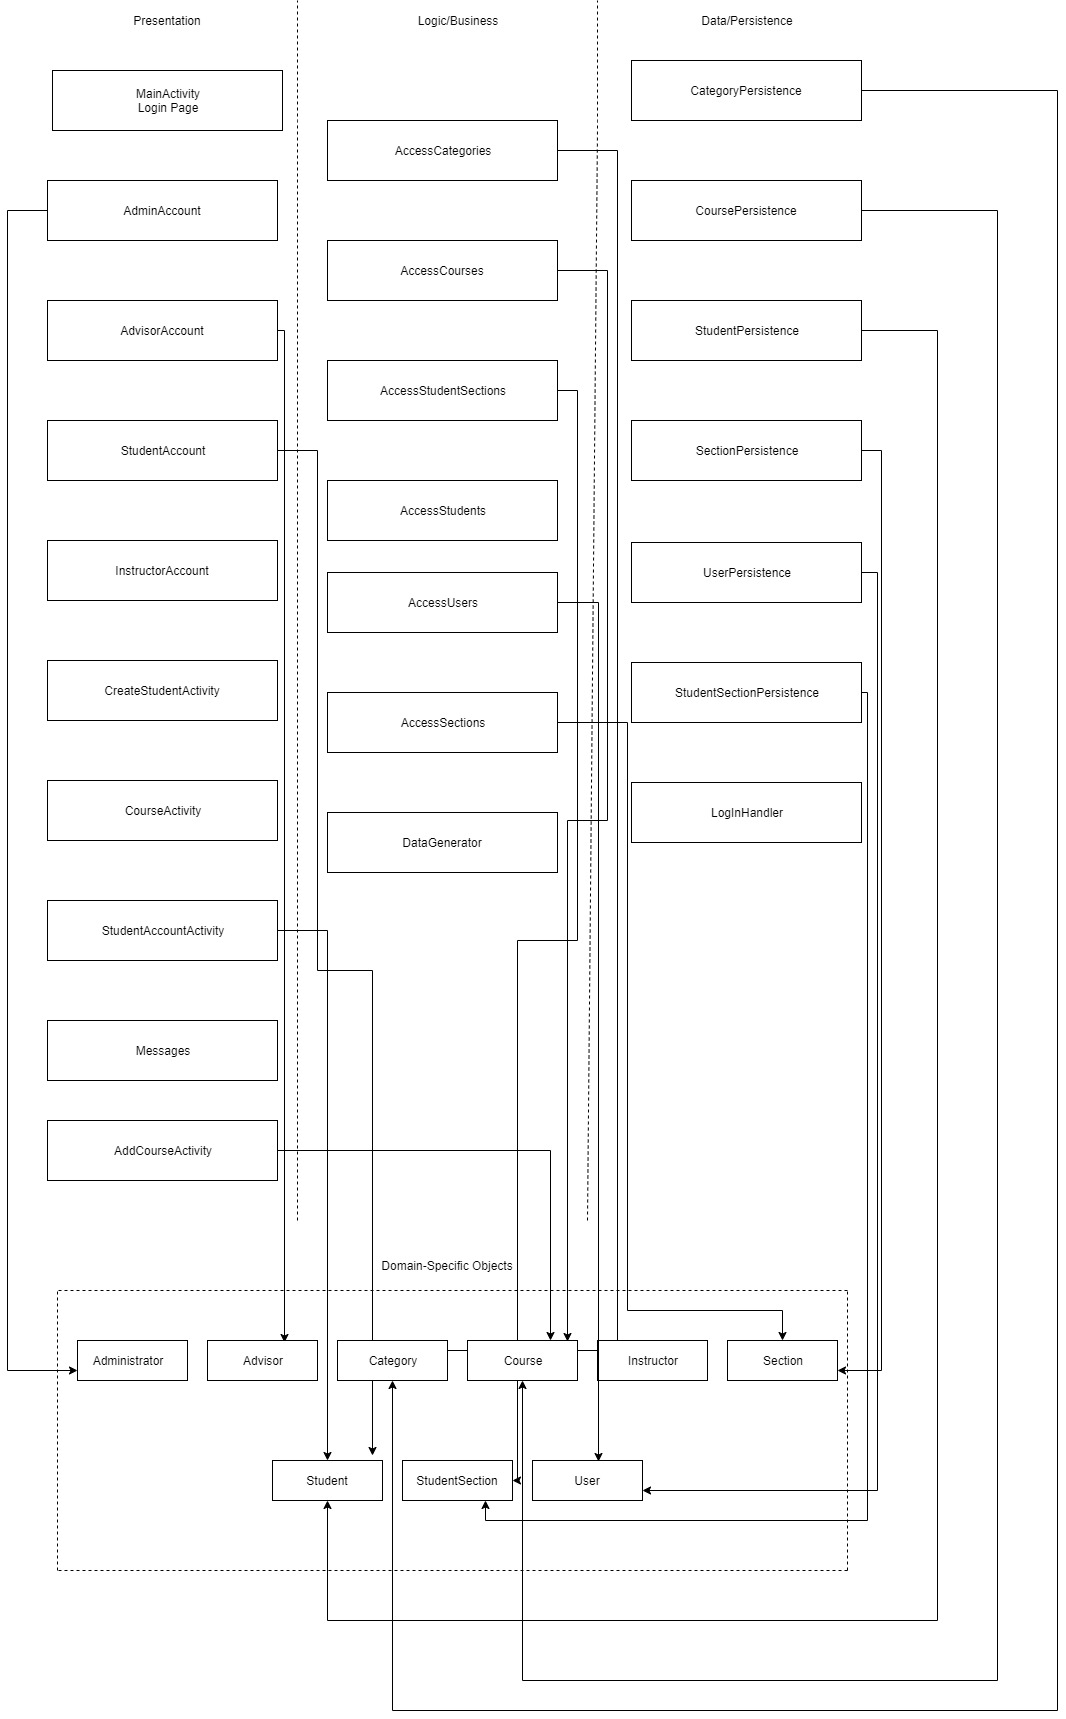 Presentation
Logic/Business
Data/Persistence
MainActivity
Login Page
AdminAccount
AdvisorAccount
StudentAccount
InstructorAccount
CreateStudentActivity
CourseActivity
StudentAccountActivity
Messages
AddCourseActivity
AccessCategories
AccessCourses
AccessStudentSections
AccessStudents
AccessUsers
AccessSections
DataGenerator
CategoryPersistence
CoursePersistence
StudentPersistence
SectionPersistence
UserPersistence
StudentSectionPersistence
LogInHandler
Domain-Specific Objects
Administrator
Advisor
Category
Course
Instructor
Section
Student
StudentSection
User